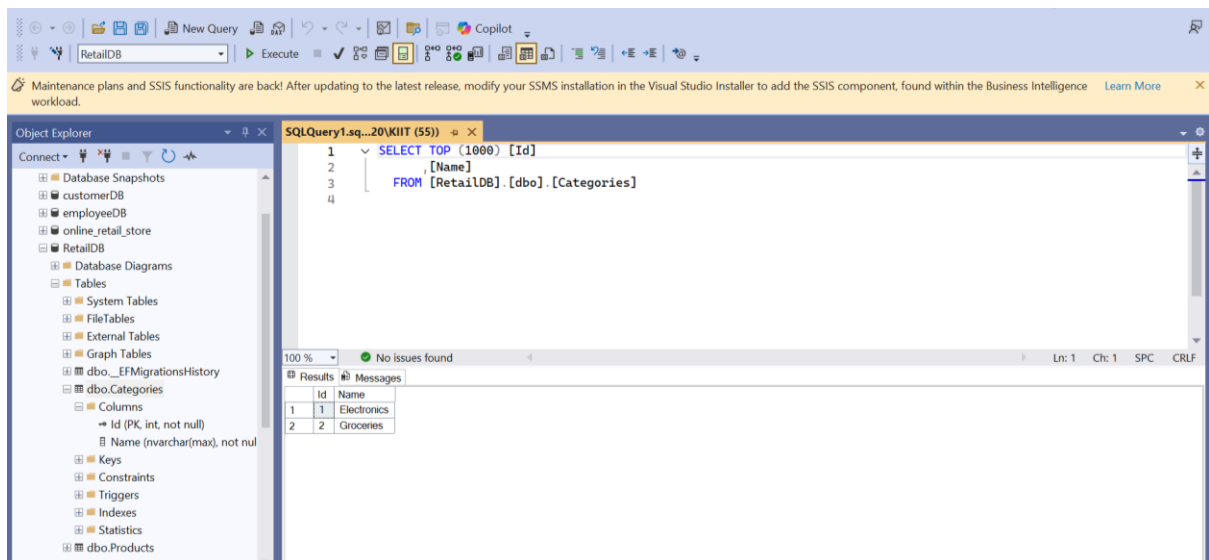 New Query
Copilot
RetailDB
Execute
Maintenance plans and SSIS functionality are back! After updating to the latest release, modify your SSMS installation in the Visual Studio Installer to add the SSIS component, found within the Business Intelligence
workload.
Learn More
Object Explorer
Connect
Database Snapshots
customerDB
employeeDB
online_retail_store
RetailDB
Database Diagrams
Tables
System Tables
FileTables
External Tables
Graph Tables
dbo.__EFMigrationsHistory
dbo.Categories
Columns
Id (PK, int, not null)
Name (nvarchar(max), not nul
Keys
Constraints
Triggers
Indexes
Statistics
dbo.Products
SQLQuery1.sq...20\KIIT (55))
1 SELECT TOP (1000) [Id]
2 ,[Name]
3 FROM [RetailDB].[dbo].[Categories]
4
100 % No issues found Ln: 1 Ch: 1 SPC CRLF
Results Messages
Id Name
1 1 Electronics
2 2 Groceries